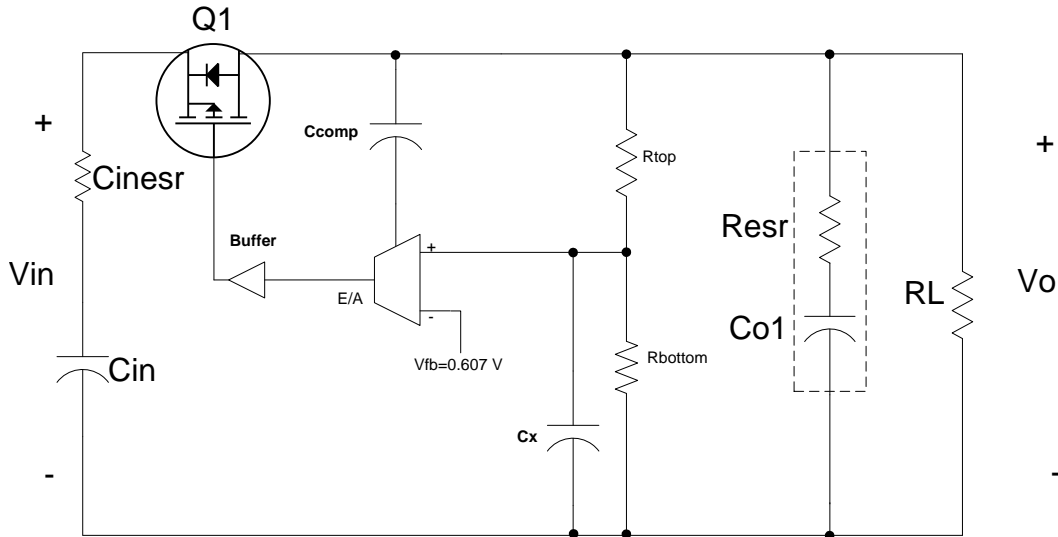 Q1
+
Ccomp
Rtop
+
Cinesr
Resr
Buffer
+
Vin
E/A
RL
Vo
-
Co1
Vfb=0.607 V
Rbottom
Cin
Cx
-
-